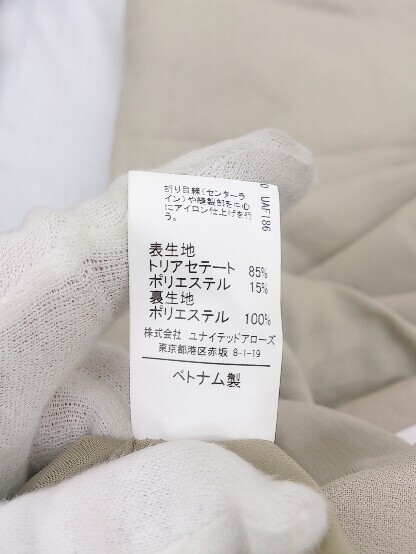 折り目線(センターラ
イン)や縫製部を中心
にアイロン仕上げを行
う。
UAF186
表生地
トリアセテート 85%
ポリエステル 15%
裏生地
ポリエステル 100%
株式会社 ユナイテッドアローズ
東京都港区赤坂 8-1-19
ベトナム製